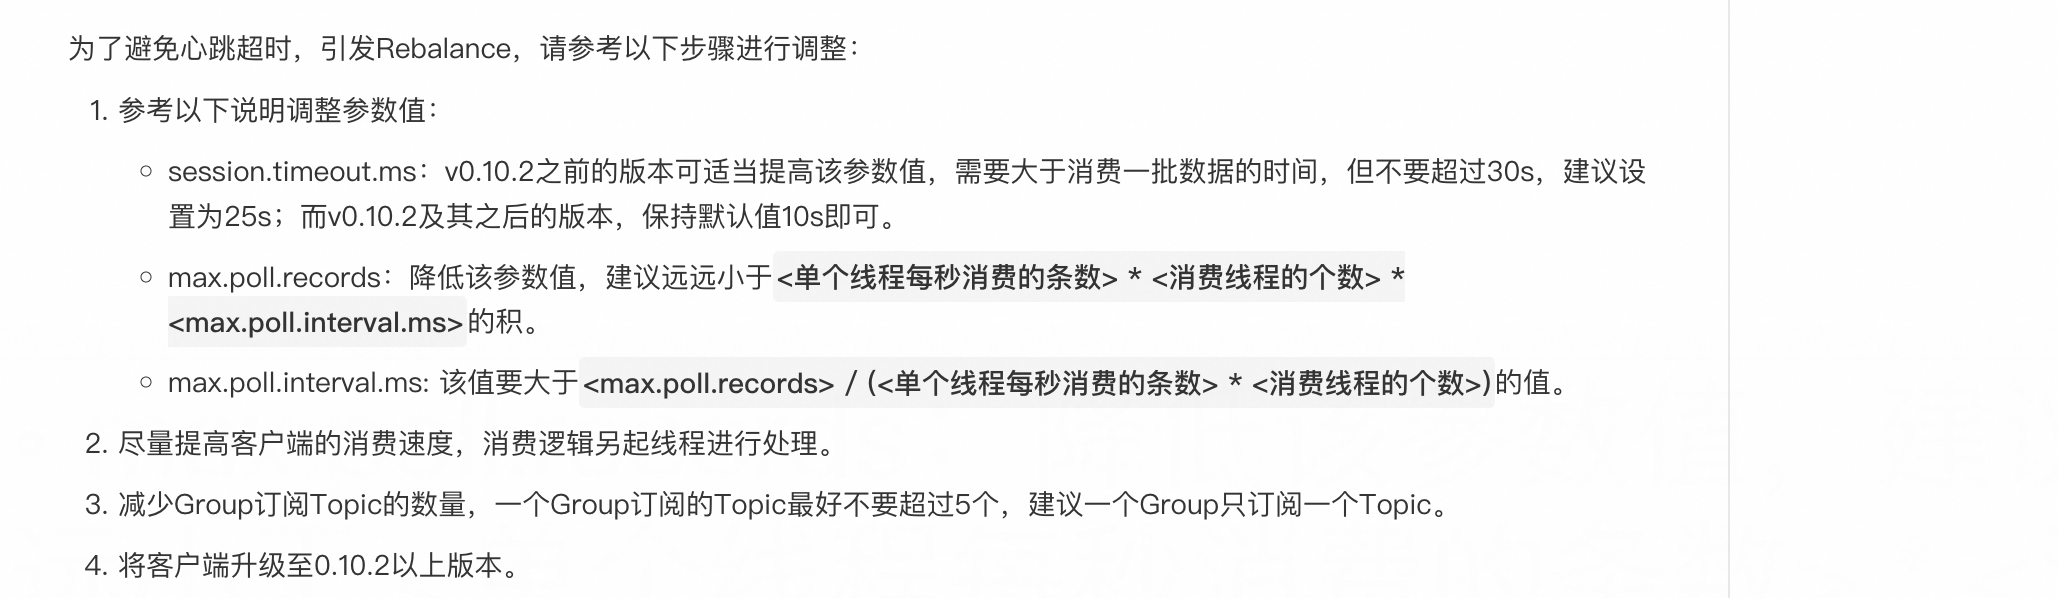 为了避免心跳超时，引发Rebalance，请参考以下步骤进行调整：
1. 参考以下说明调整参数值：
○ session.timeout.ms：v0.10.2之前的版本可适当提高该参数值，需要大于消费一批数据的时间，但不要超过30s，建议设
置为25s；而v0.10.2及其之后的版本，保持默认值10s即可。
○ max.poll.records：降低该参数值，建议远远小于<单个线程每秒消费的条数> * <消费线程的个数> *
<max.poll.interval.ms>的积。
○ max.poll.interval.ms: 该值要大于<max.poll.records> / (<单个线程每秒消费的条数> * <消费线程的个数>)的值。
2. 尽量提高客户端的消费速度，消费逻辑另起线程进行处理。
3. 减少Group订阅Topic的数量，一个Group订阅的Topic最好不要超过5个，建议一个Group只订阅一个Topic。
4. 将客户端升级至0.10.2以上版本。